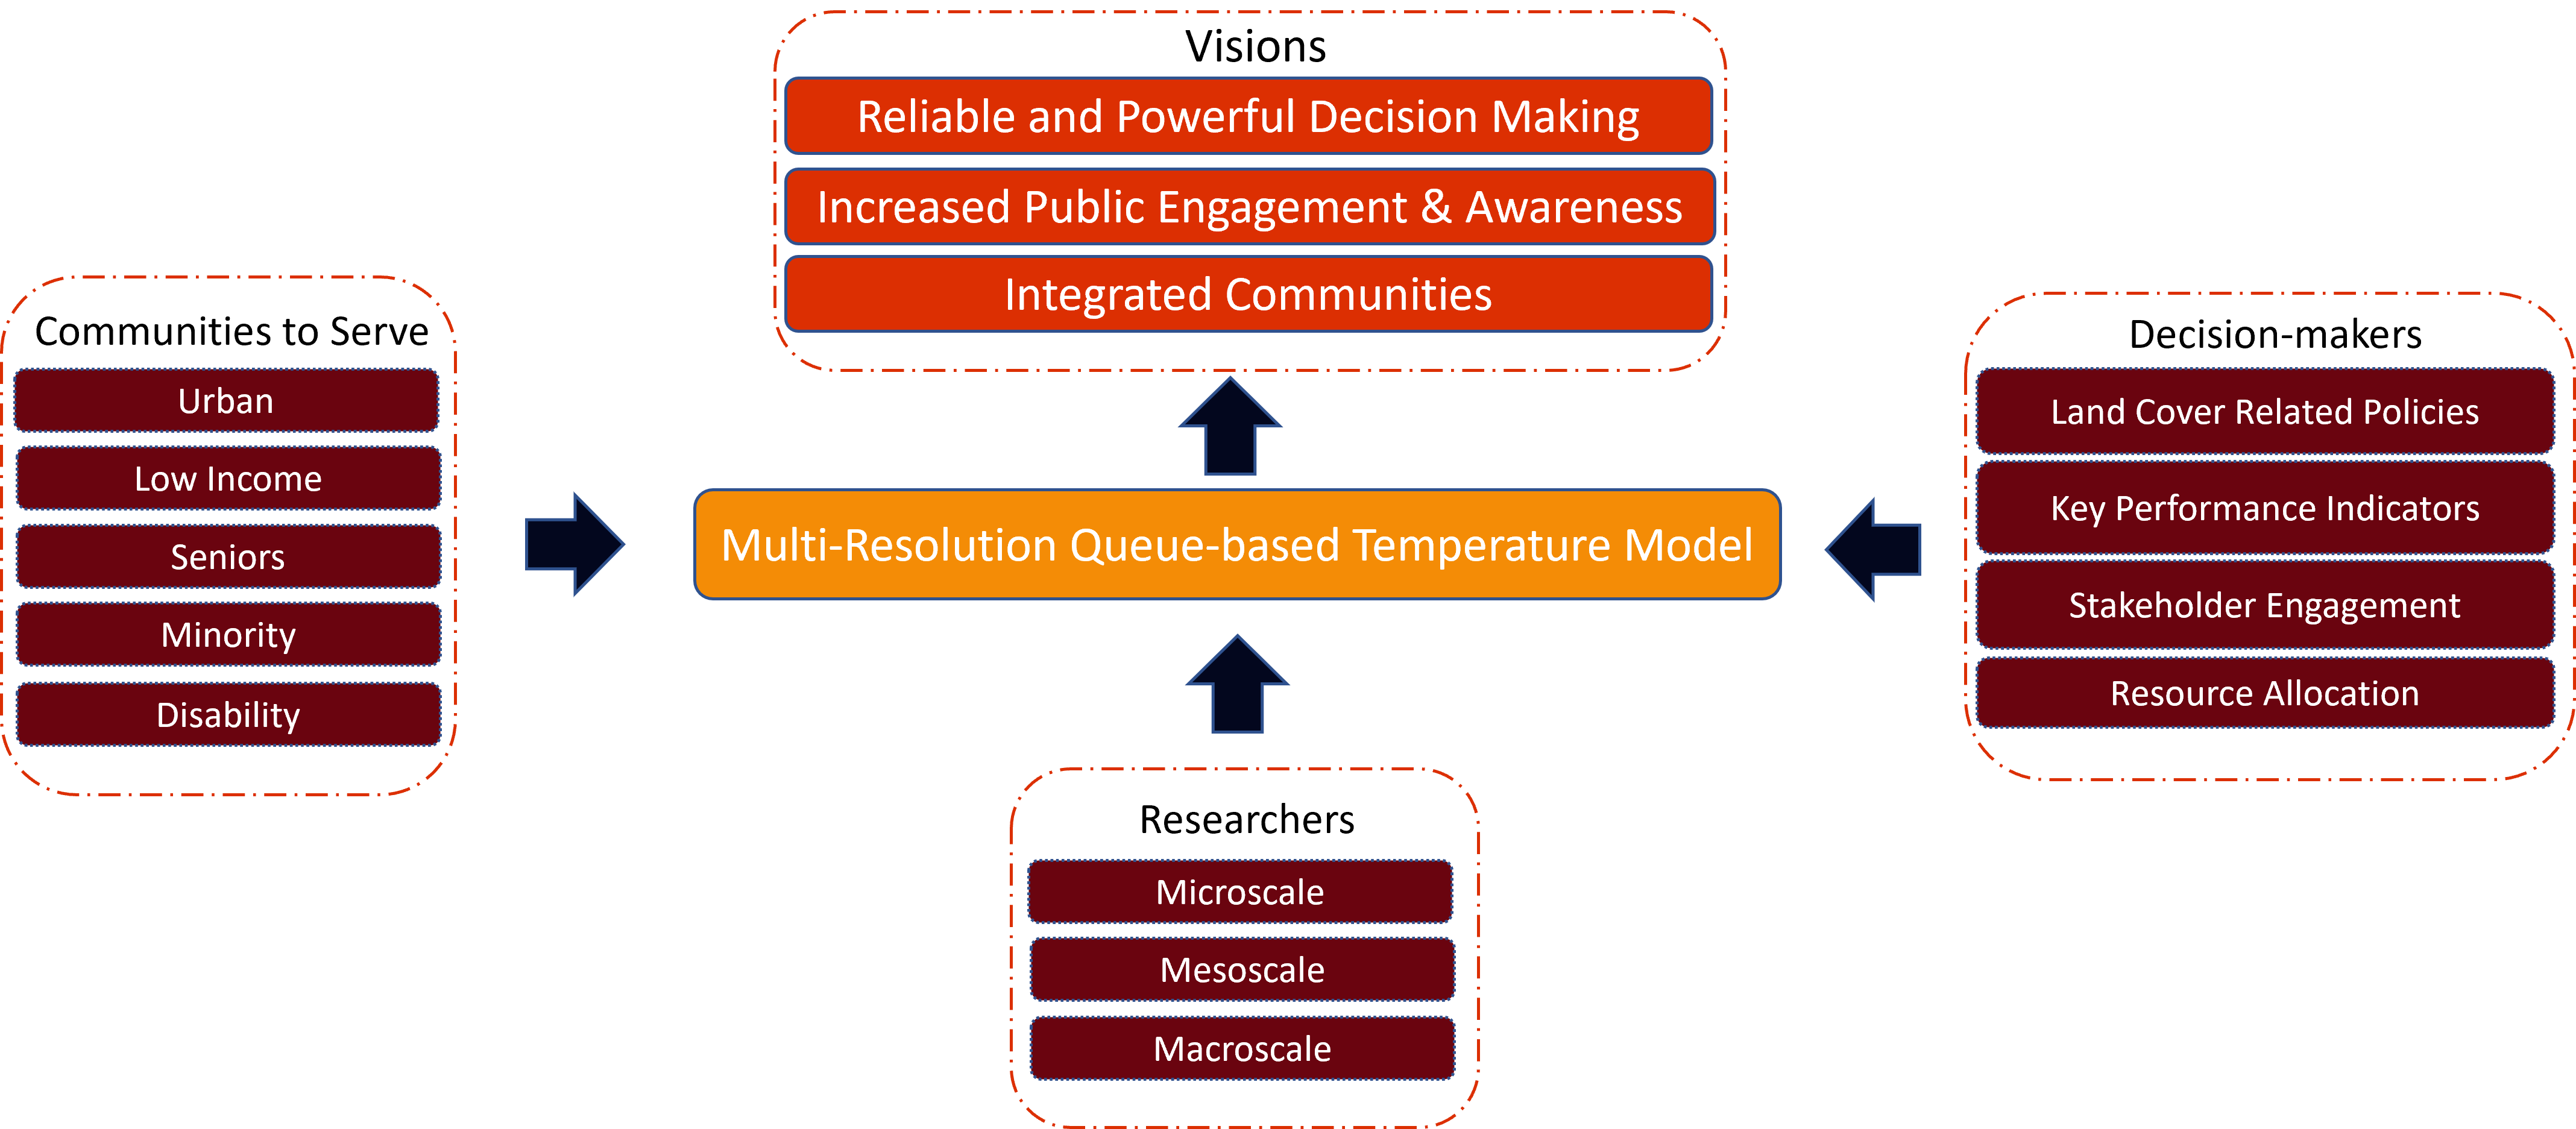 Visions
Reliable and Powerful Decision Making
Increased Public Engagement & Awareness
Integrated Communities
Communities to Serve
Urban
Low Income
Seniors
Minority
Disability
Multi-Resolution Queue-based Temperature Model
Decision-makers
Land Cover Related Policies
Key Performance Indicators
Stakeholder Engagement
Resource Allocation
Researchers
Microscale
Mesoscale
Macroscale